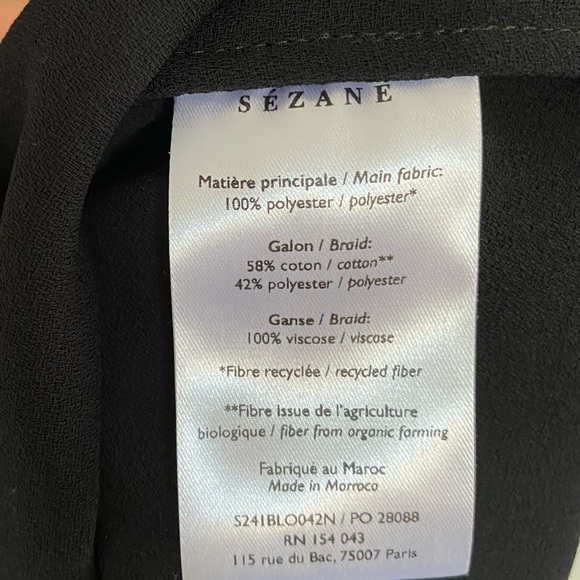 SÉZANE
Matière principale / Main fabric:
100% polyester / polyester*
Galon / Braid:
58% coton / cotton**
42% polyester / polyester
Ganse / Braid:
100% viscose / viscose
*Fibre recyclée / recycled fiber
**Fibre issue de l'agriculture
biologique / fiber from organic farming
Fabriqué au Maroc
Made in Morroco
S241BLO042N / PO 28088
RN 154 043
115 rue du Bac, 75007 Paris